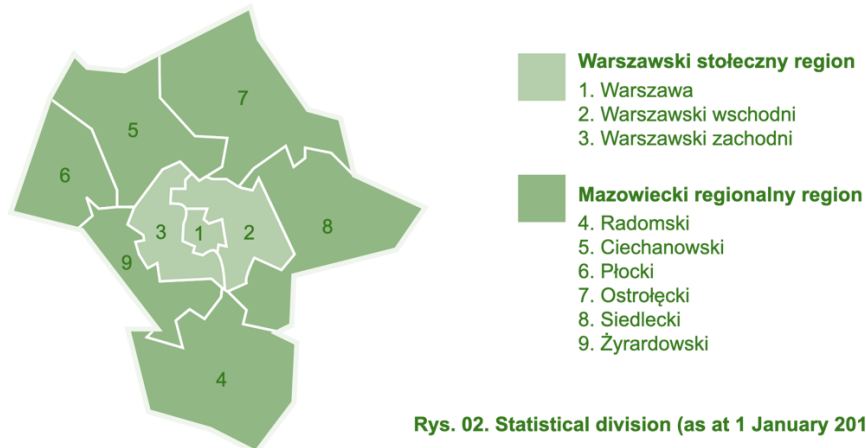 7
5
6
8
3
1
2
9
4
Warszawski stołeczny region
1. Warszawa
2. Warszawski wschodni
3. Warszawski zachodni
Mazowiecki regionalny region
4. Radomski
5. Ciechanowski
6. Płocki
7. Ostrołęcki
8. Siedlecki
9. Żyrardowski
Rys. 02. Statistical division (as at 1 January 201